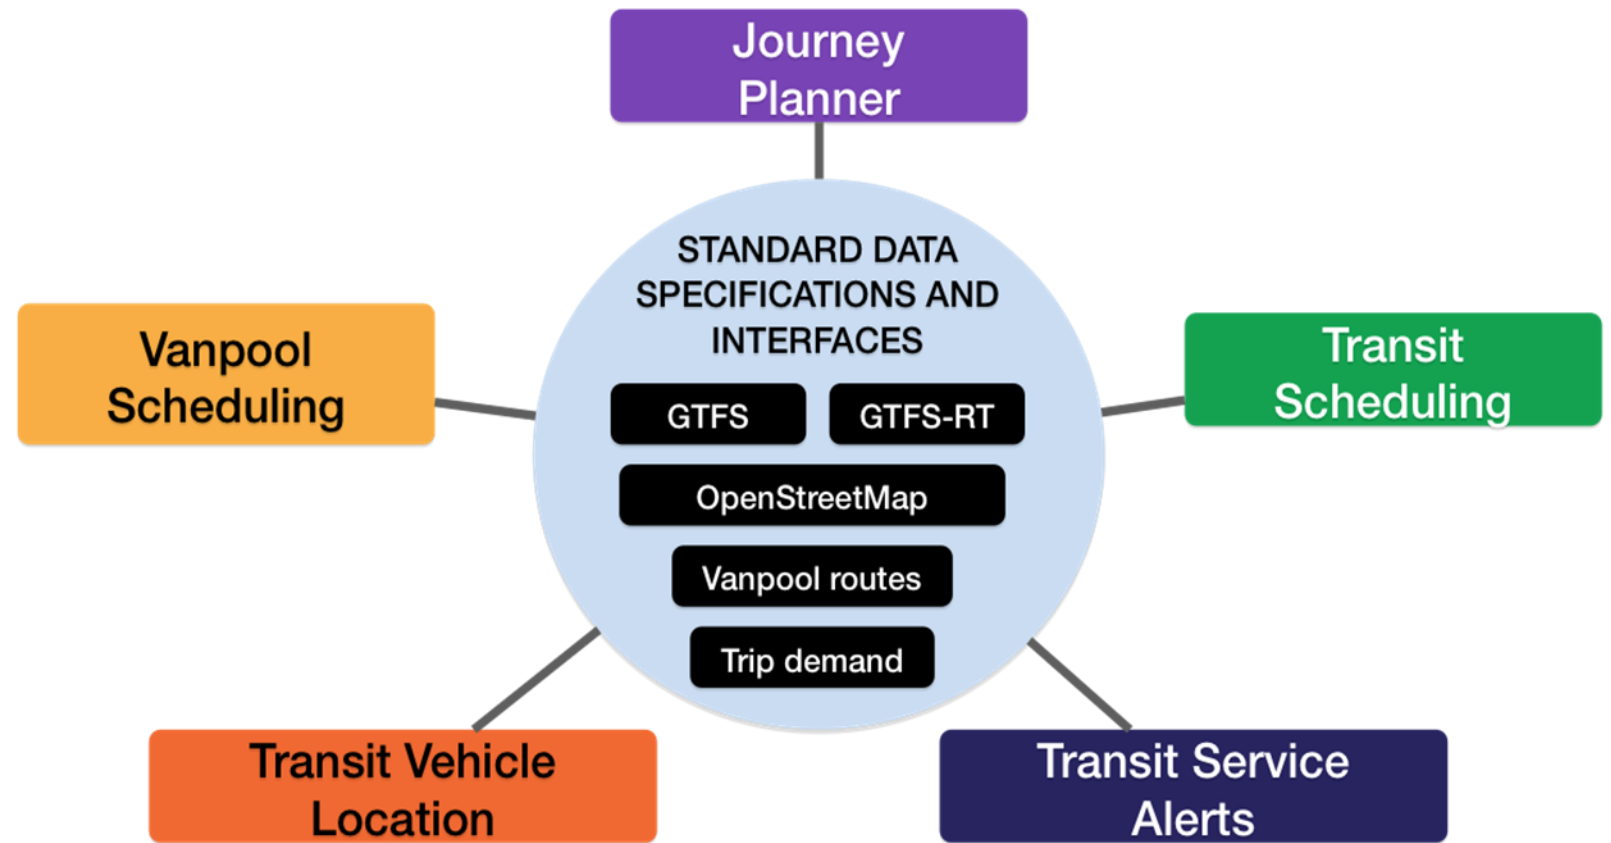 Journey
Planner
STANDARD DATA
SPECIFICATIONS AND
INTERFACES
GTFS
GTFS-RT
OpenStreetMap
Vanpool routes
Trip demand
Vanpool
Scheduling
Transit
Scheduling
Transit Vehicle
Location
Transit Service
Alerts